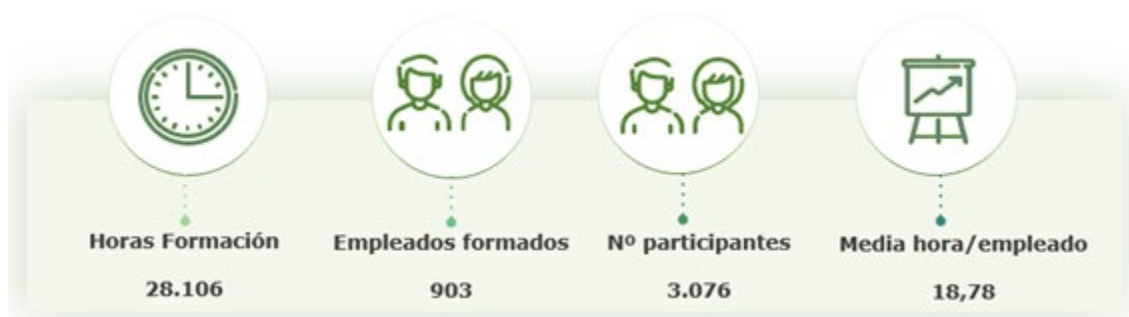 Horas Formación
28.106
Empleados formados
903
Nº participantes
3.076
Media hora/empleado
18,78